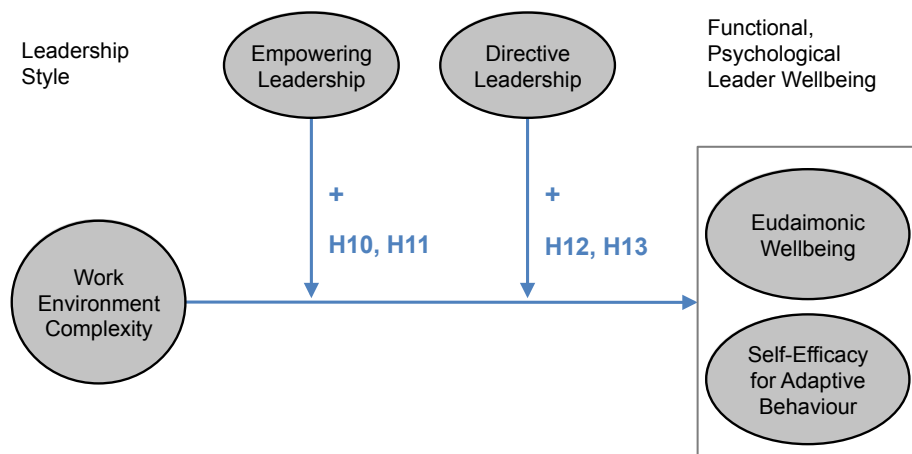 Leadership
Style
Empowering
Leadership
Directive
Leadership
Functional,
Psychological
Leader Wellbeing
+
H10, H11
+
H12, H13
Work
Environment
Complexity
Eudaimonic
Wellbeing
Self-Efficacy
for Adaptive
Behaviour